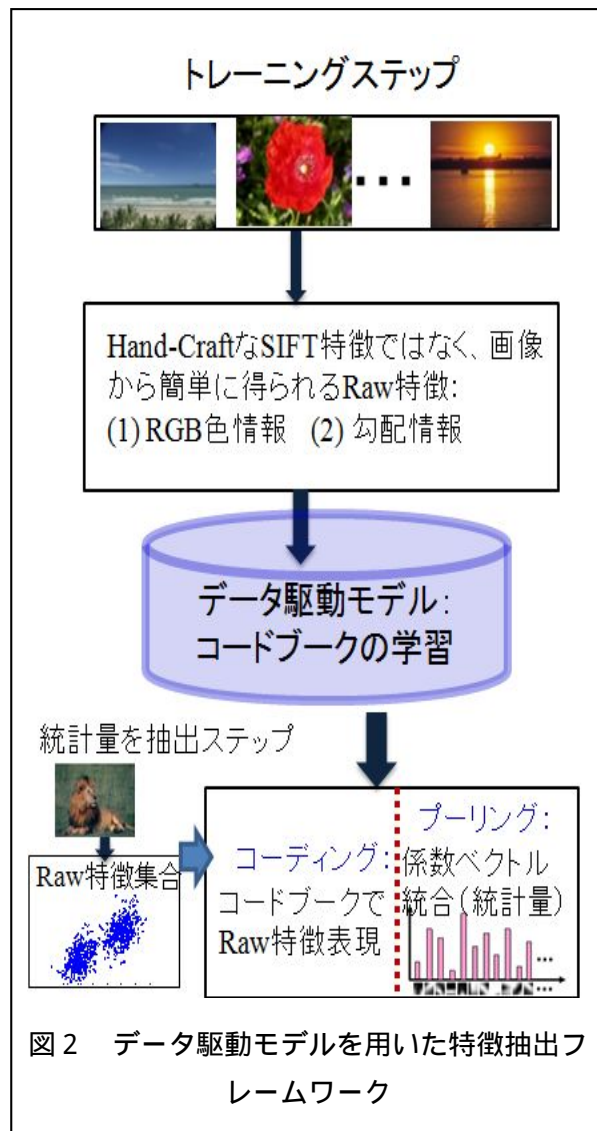 トレーニングステップ
...
Hand-CraftなSIFT特徴ではなく、画像
から簡単に得られるRaw特徴:
(1) RGB色情報 (2) 勾配情報
データ駆動モデル:
コードブークの学習
統計量を抽出ステップ
Raw特徴集合
コーディング:
コードブークで
Raw特徴表現
プーリング:
係数ベクトル
統合(統計量)
...
...
図2 データ駆動モデルを用いた特徴抽出フ
レームワーク